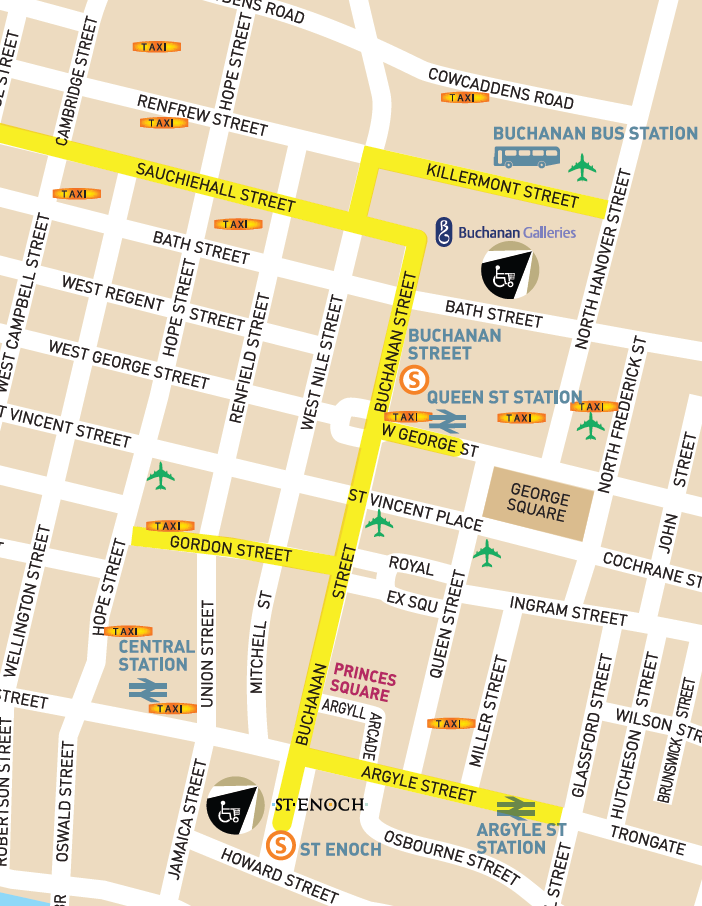 DENS ROAD
TAXI
CAMBRIDGE STREET
HOPE STREET
STREET
COWCADDENS ROAD
TAXI
RENFREW STREET
TAXI
BUCHANAN BUS STATION
SAUCHIEHALL STREET
KILLERMONT STREET
TAXI
TAXI
Buchanan Galleries
BATH STREET
NORTH HANOVER STREET
WEST CAMPBELL STREET
HOPE STREET
WEST REGENT STREET
BUCHANAN STREET
BATH STREET
RENFIELD STREET
WEST NILE STREET
BUCHANAN
STREET
S
WEST GEORGE STREET
QUEEN ST STATION
TAXI
TAXI
TAXI
NORTH FREDERICK ST
T VINCENT STREET
W GEORGE ST
JOHN STREET
GEORGE
SQUARE
ST VINCENT PLACE
TAXI
GORDON STREET
STREET
ROYAL
EX SQU
COCHRANE ST
WELLINGTON STREET
HOPE STREET
UNION STREET
MITCHELL ST
QUEEN STREET
INGRAM STREET
TAXI
CENTRAL
STATION
TAXI
BUCHANAN
PRINCES
SQUARE
ARGYLL
ARCADE
MILLER STREET
GLASSFORD STREET
HUTCHESON STREET
BRUNSWICK STREET
WILSON STR
TAXI
STREET
ROBERTSON STREET
OSWALD STREET
JAMAICA STREET
ARGYLE STREET
ST·ENOCH
S
ST ENOCH
ARGYLE ST
STATION
TRONGATE
OSBOURNE STREET
HOWARD STREET
STREET
BR